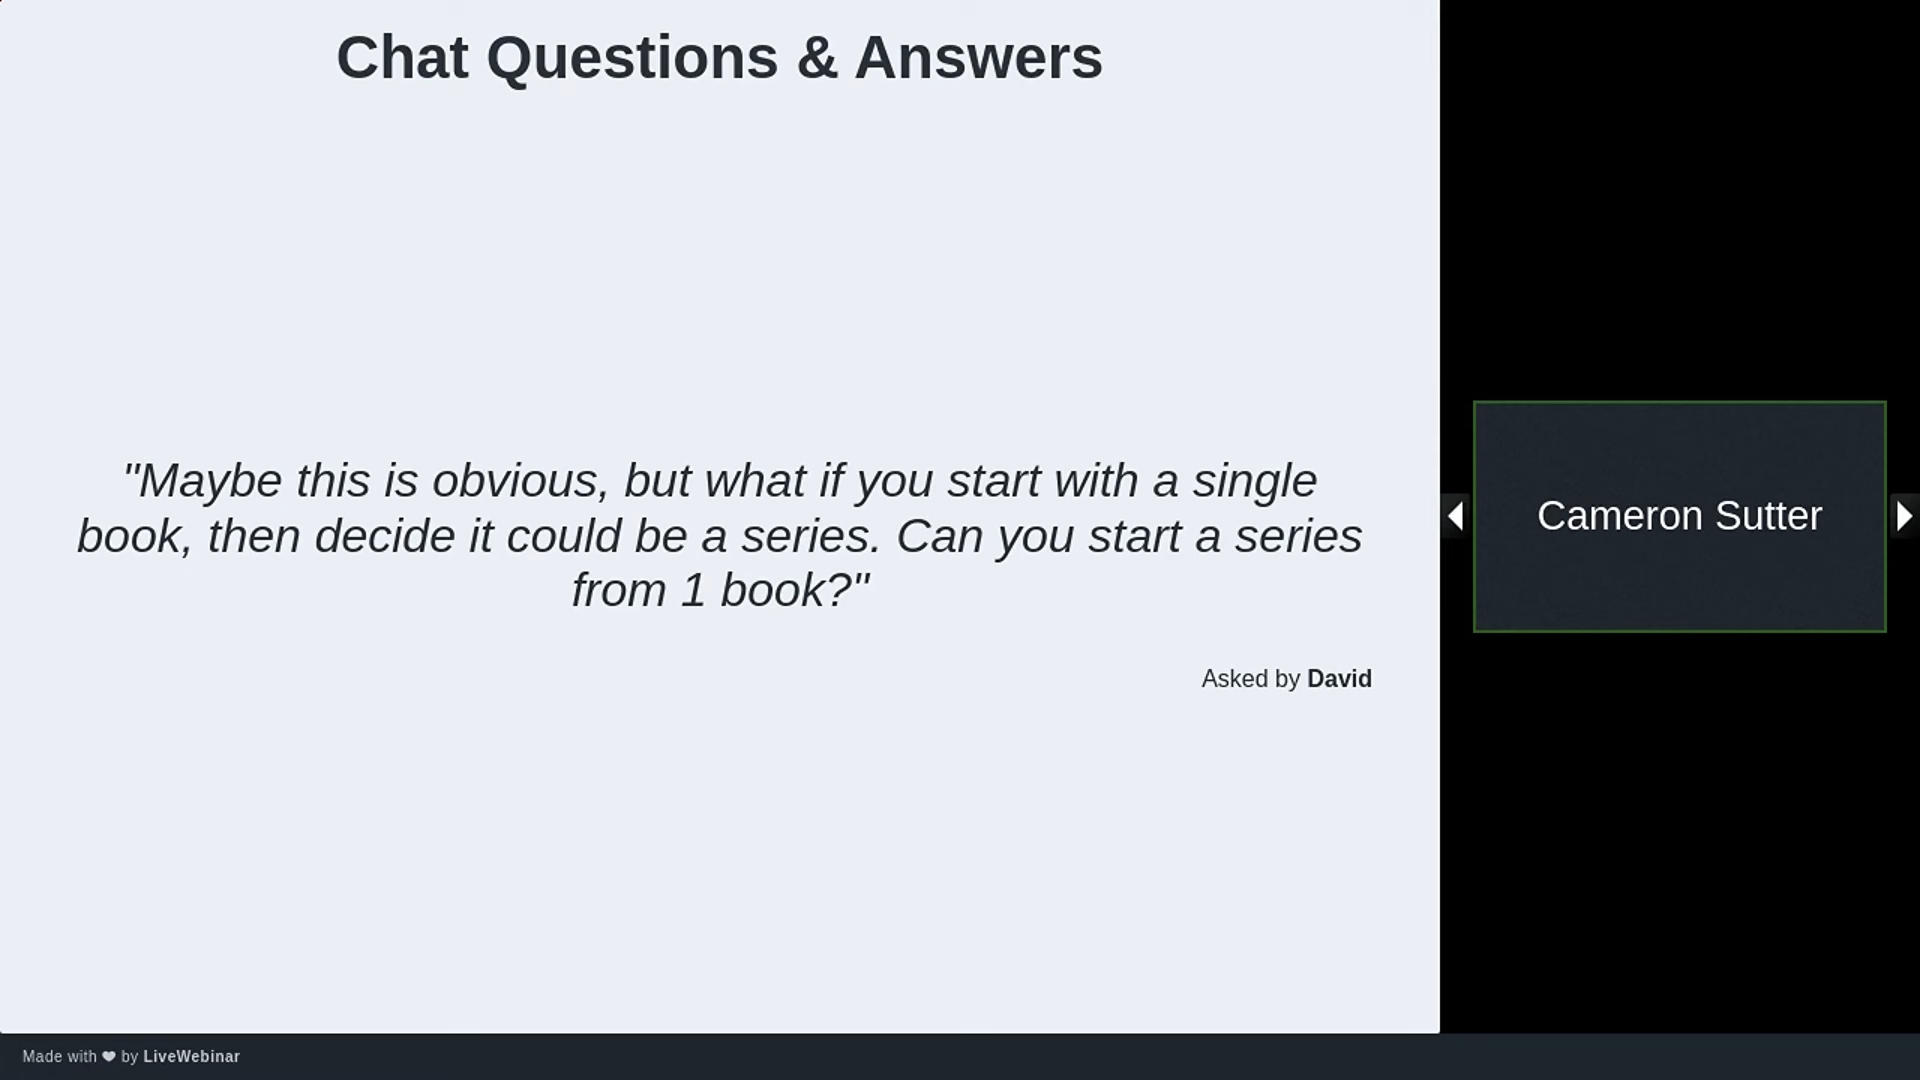 Chat Questions & Answers
"Maybe this is obvious, but what if you start with a single
book, then decide it could be a series. Can you start a series
from 1 book?"
Asked by David
Cameron Sutter
Made with ❤ by LiveWebinar